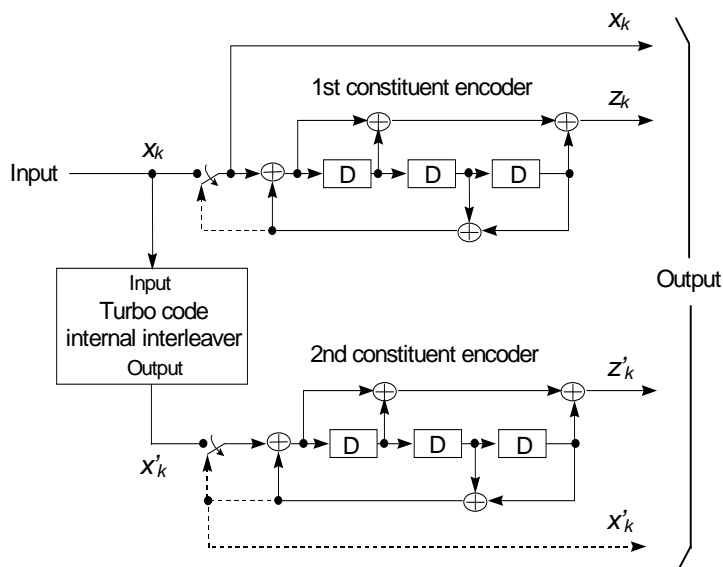 x_k
1st constituent encoder
z_k
x_k
Input
D D D
Output
Input
Turbo code
internal interleaver
Output
2nd constituent encoder
z'_k
D D D
x'_k
x'_k